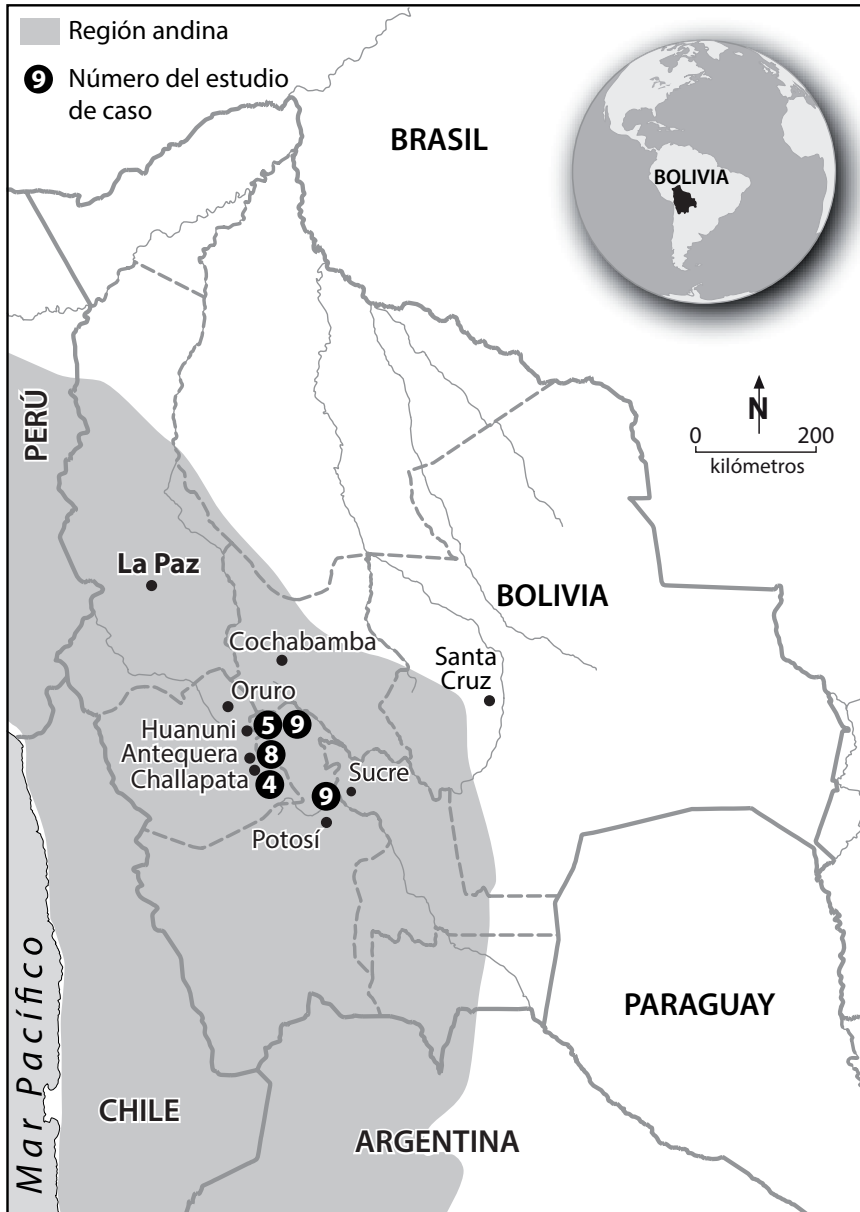 Región andina
9 Número del estudio
de caso
BRASIL
BOLIVIA
PERÚ
N
0 200
kilómetros
La Paz
BOLIVIA
Cochabamba
Santa
Cruz
Oruro
Huanuni
5 9
Antequera
8
Challapata
4
9
Sucre
Potosí
Mar Pacífico
PARAGUAY
CHILE
ARGENTINA